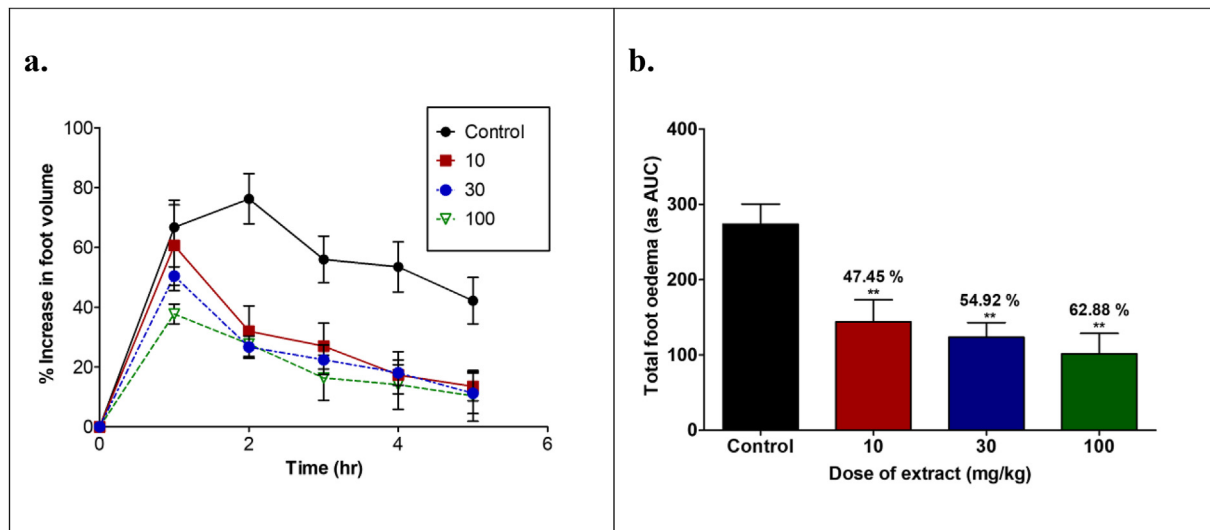 a.
% Increase in foot volume
100
80
60
40
20
0
0 2 4 6
Time (hr)
Control
10
30
100
b.
Total foot oedema (as AUC)
400
300
200
100
0
47.45 %
**
54.92 %
**
62.88 %
**
Control 10 30 100
Dose of extract (mg/kg)